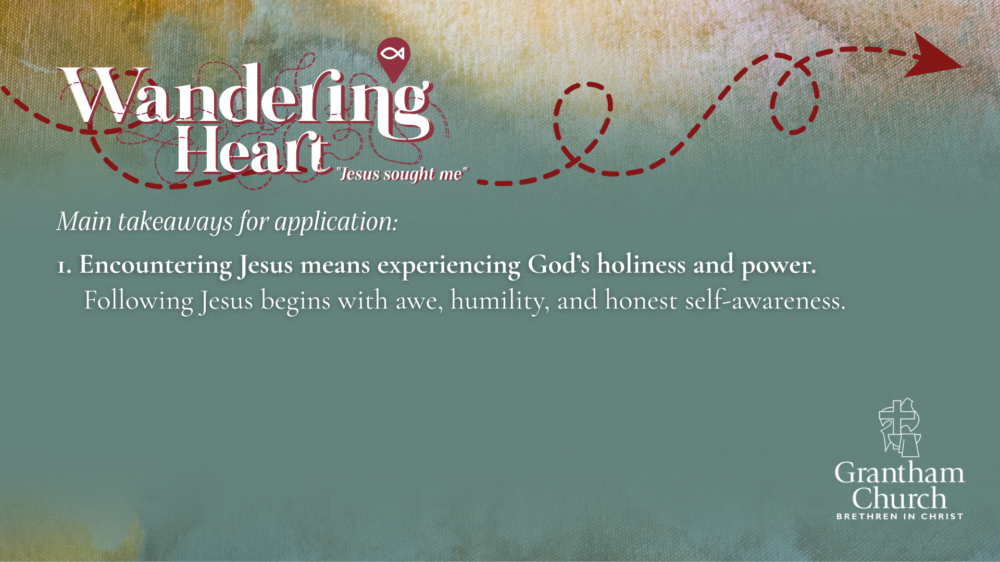 Wandering
Heart
"Jesus sought me"
Main takeaways for application:
1. Encountering Jesus means experiencing God’s holiness and power.
Following Jesus begins with awe, humility, and honest self-awareness.
Grantham
Church
BRETHREN IN CHRIST